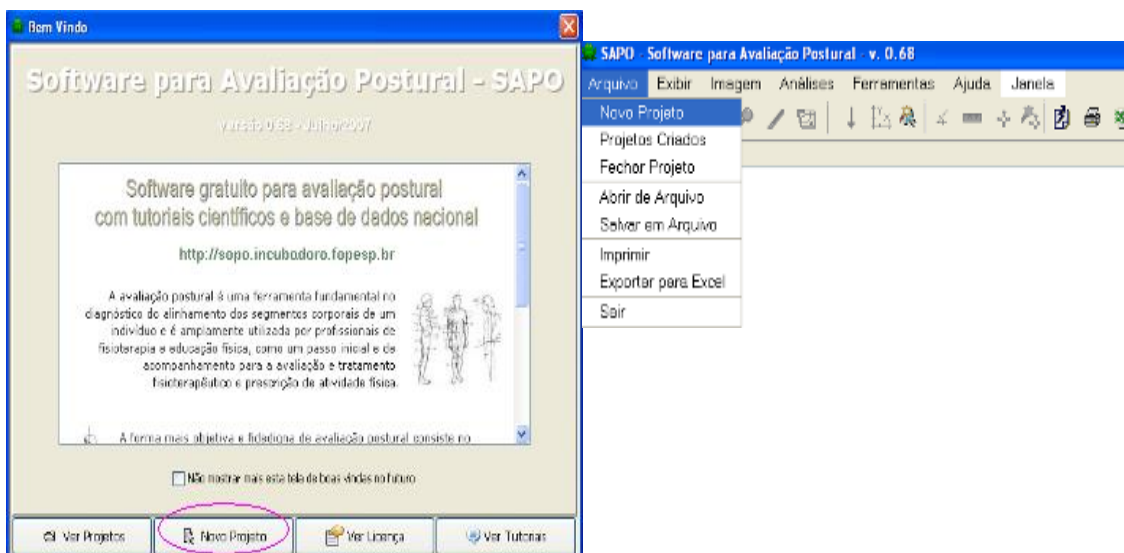 Bem Vindo
Software para Avaliação Postural - SAPO
versão 0.68 - Julho/2007
Software gratuito para avaliação postural
com tutoriais científicos e base de dados nacional
http://sapo.incubadora.fapesp.br
A avaliação postural é uma ferramenta fundamental no
diagnóstico do alinhamento dos segmentos corporais de um
indivíduo e é amplamente utilizada por profissionais de
fisioterapia e educação física, como um passo inicial e de
acompanhamento para a avaliação e tratamento
fisioterapêutico e prescrição de atividade física.
A forma mais objetiva e fidedigna de avaliação postural consiste no
Não mostrar mais esta tela de boas vindas no futuro
Ver Projetos
Novo Projeto
Ver Licença
Ver Tutoriais
SAPO - Software para Avaliação Postural - v. 0.68
Arquivo Exibir Imagem Análises Ferramentas Ajuda Janela
Novo Projeto
Projetos Criados
Fechar Projeto
Abrir de Arquivo
Salvar em Arquivo
Imprimir
Exportar para Excel
Sair